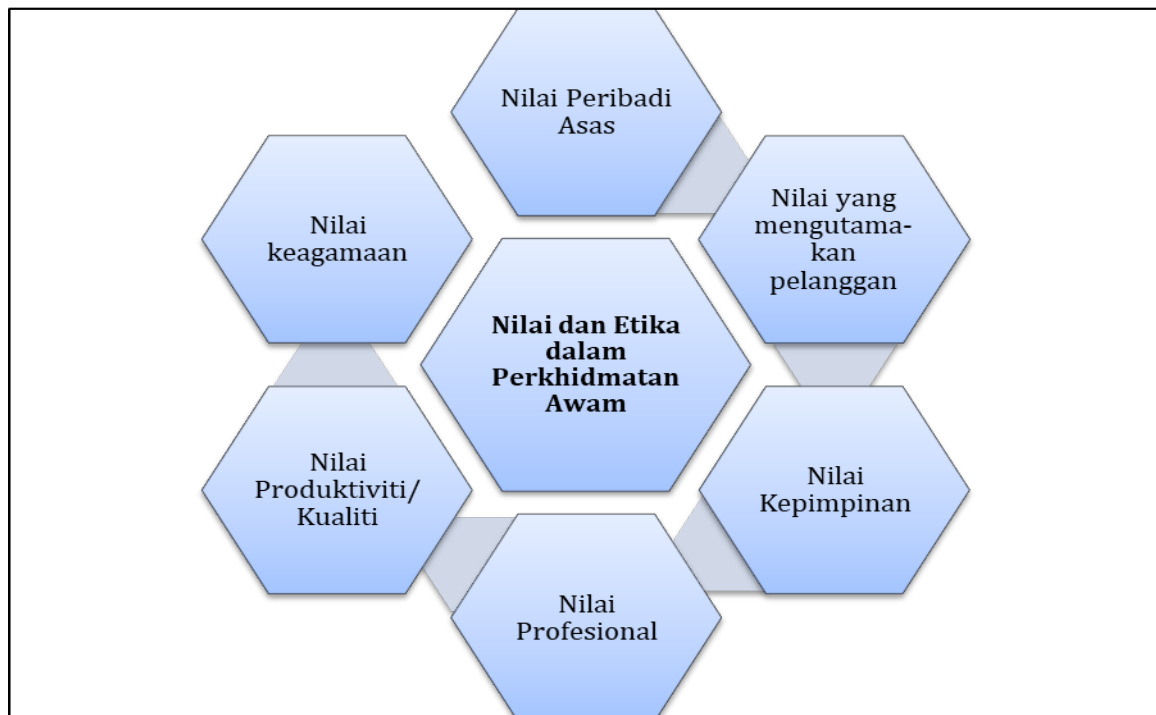 Nilai Peribadi
Asas
Nilai yang
mengutama-
kan
pelanggan
Nilai
Kepimpinan
Nilai
Profesional
Nilai
Produktiviti/
Kualiti
Nilai
keagamaan
Nilai dan Etika
dalam
Perkhidmatan
Awam